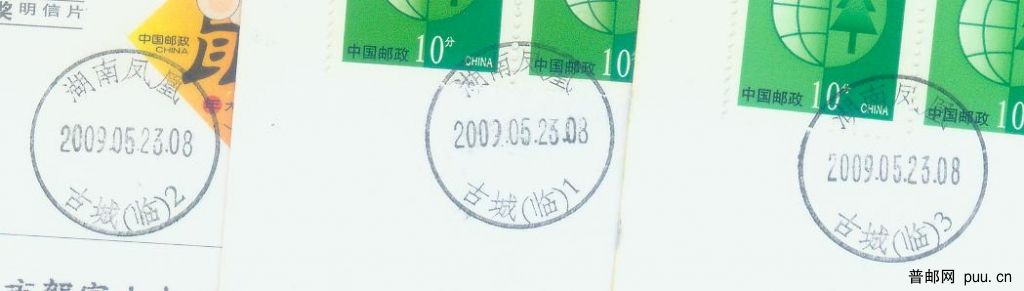 奖明信片
中国邮政
CHINA
湖南凤凰
2009.05.23.08
古城(临)2
中国邮政 10分 CHINA
中国邮政 10
湖南凤凰
2009.05.23.08
古城(临)1
中国邮政 10分 CHINA
中国邮政 10
湖南凤凰
2009.05.23.08
古城(临)3
普邮网 puu.cn